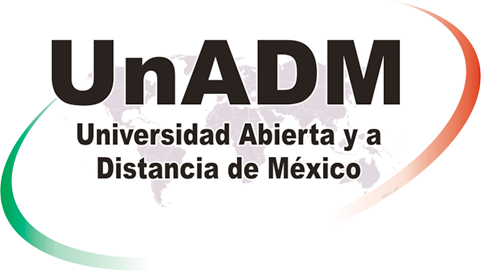 UnADM
Universidad Abierta y a
Distancia de México